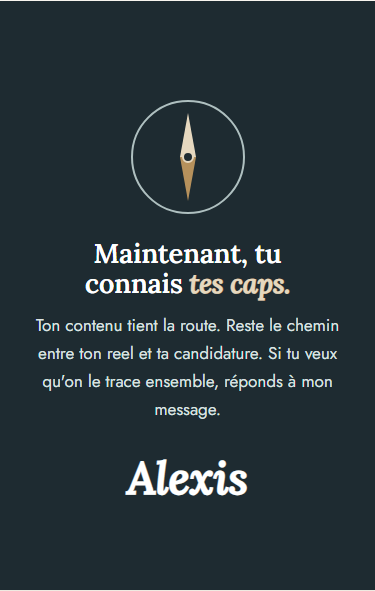 Maintenant, tu
connais tes caps.
Ton contenu tient la route. Reste le chemin
entre ton reel et ta candidature. Si tu veux
qu'on le trace ensemble, réponds à mon
message.
Alexis